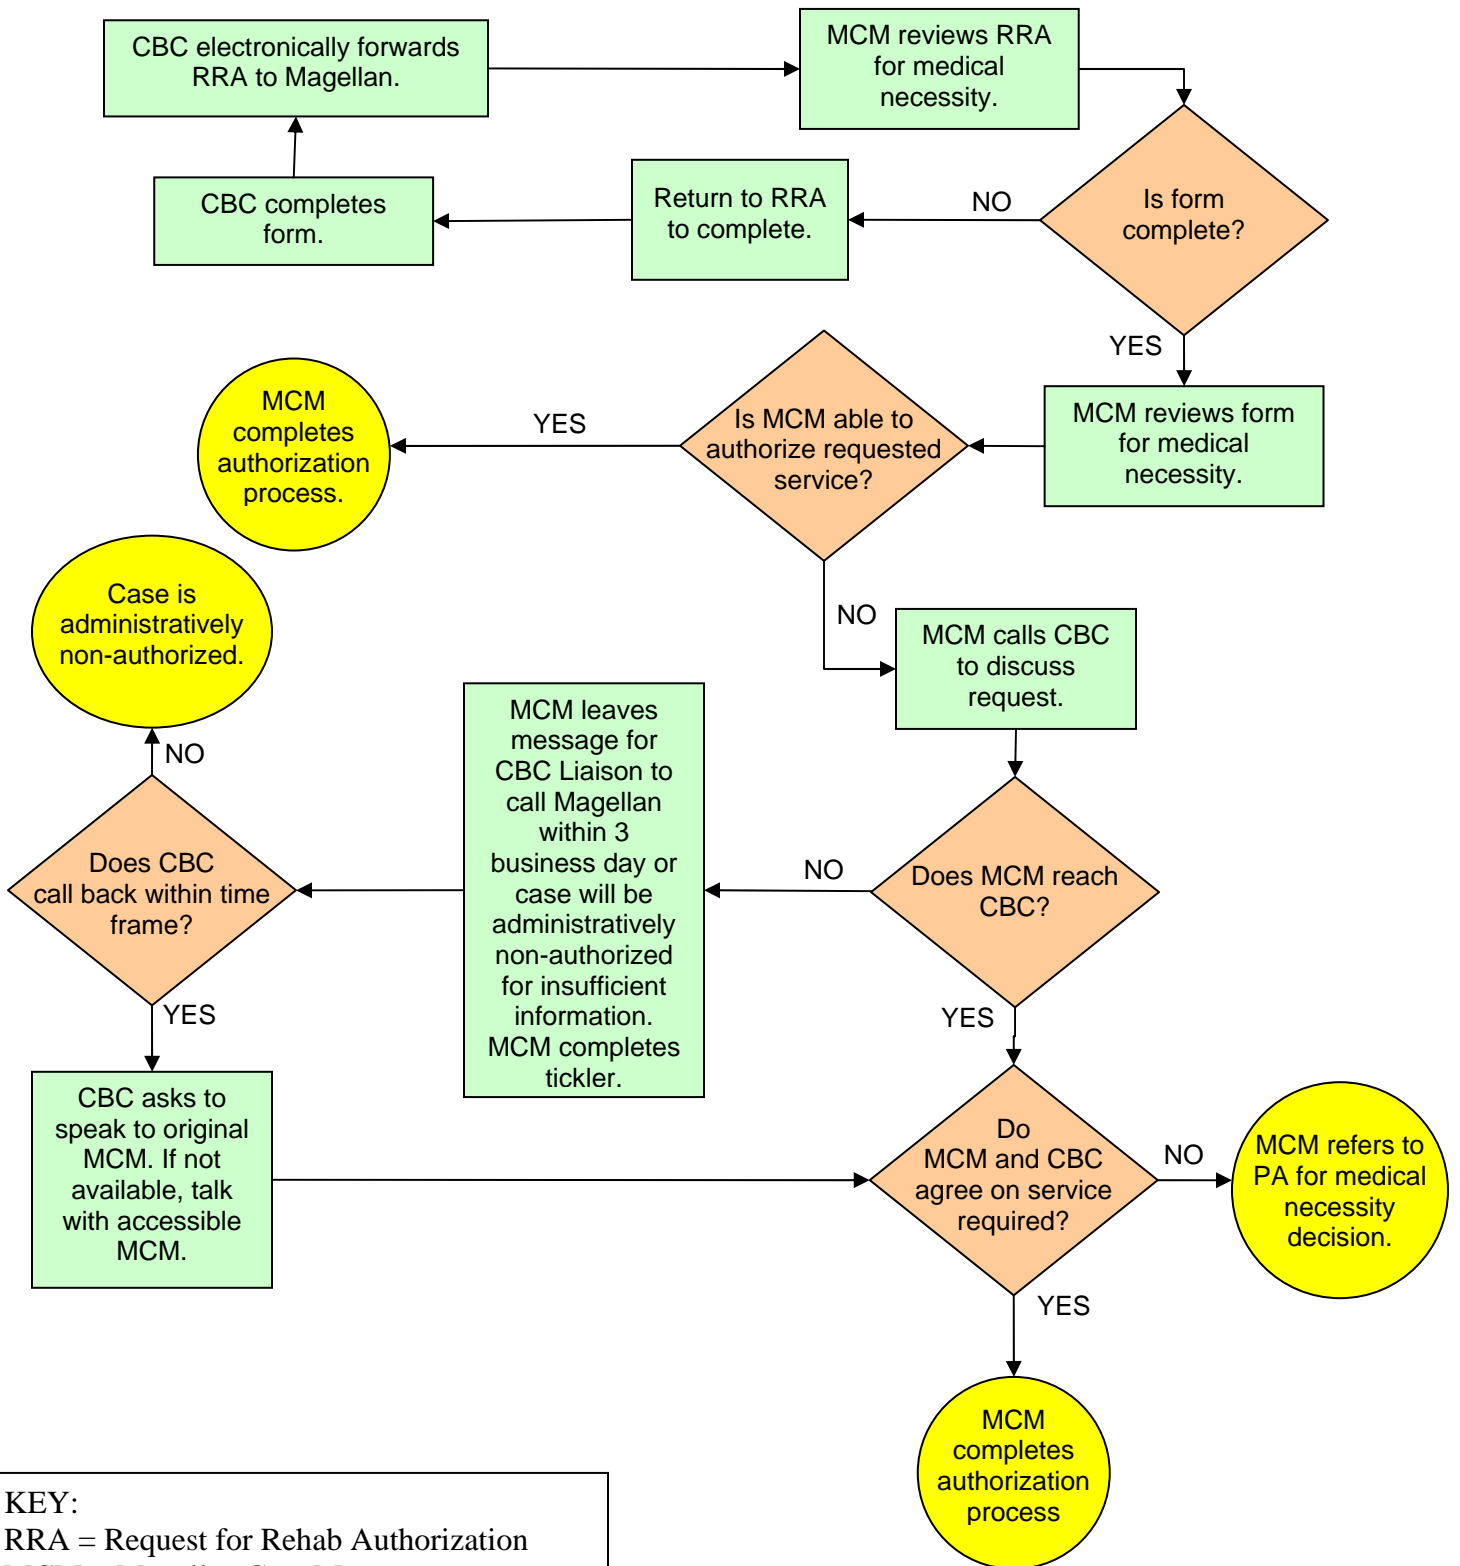 CBC electronically forwards
RRA to Magellan.
MCM reviews RRA
for medical
necessity.
Is form
complete?
NO
Return to RRA
to complete.
CBC completes
form.
YES
MCM reviews form
for medical
necessity.
Is MCM able to
authorize requested
service?
YES
MCM
completes
authorization
process.
NO
MCM calls CBC
to discuss
request.
Does MCM reach
CBC?
NO
MCM leaves
message for
CBC Liaison to
call Magellan
within 3
business day or
case will be
administratively
non-authorized
for insufficient
information.
MCM completes
tickler.
Does CBC
call back within time
frame?
NO
Case is
administratively
non-authorized.
YES
CBC asks to
speak to original
MCM. If not
available, talk
with accessible
MCM.
YES
Do
MCM and CBC
agree on service
required?
NO
MCM refers to
PA for medical
necessity
decision.
YES
MCM
completes
authorization
process
KEY:
RRA = Request for Rehab Authorization